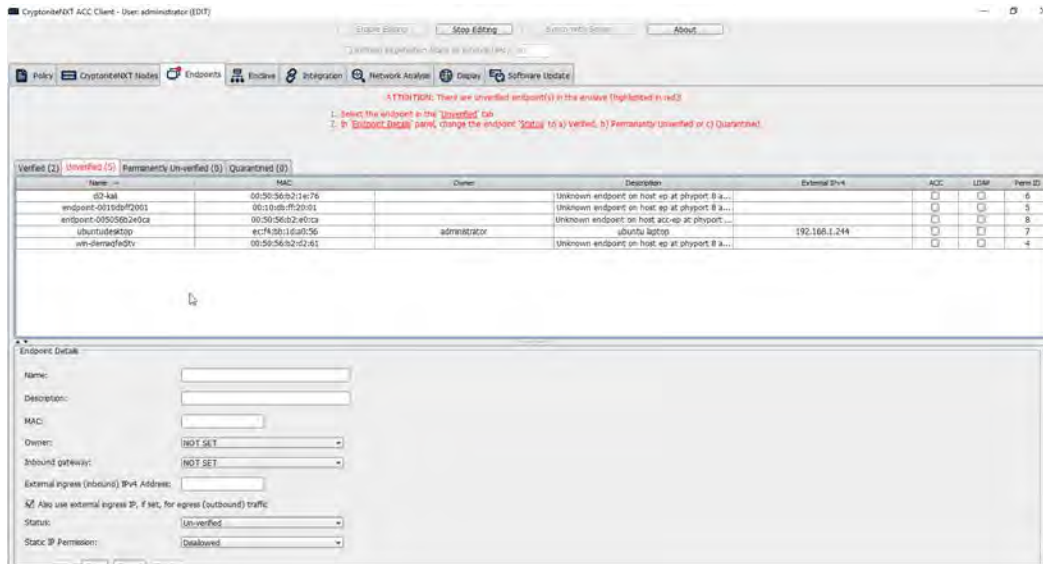 CryptoniteNXT ACC Client - User: administrator (EDIT)
Enable Editing Stop Editing About
Policy CryptoniteNXT Nodes Endpoints Enclave Integration Network Analysis Display Software Update
ATTENTION: There are unverified endpoint(s) in the enclave (highlighted in red)!
1. Select the endpoint in the 'Unverified' tab
2. In 'Endpoint Details' panel, change the endpoint 'Status' to a) Verified, b) Permanantly Unverified or c) Quarantined.
Verified (2) Unverified (5) Permanently Un-verified (0) Quarantined (0)
Name MAC Owner Description External IPv4 ACC LDAP Perm ID
00:50:56:b2:1e:76 Unknown endpoint on host ep at phyport 8 a... 6
endpoint-0010dbff2001 00:10:db:ff:20:01 Unknown endpoint on host ep at phyport 8 a... 5
endpoint-005056b2e0ca 00:50:56:b2:e0:ca Unknown endpoint on host acc-ep at phyport ... 8
ubuntudesktop ec:f4:bb:1d:a0:56 administrator ubuntu laptop 192.168.1.244 7
00:50:56:b2:d2:61 Unknown endpoint on host ep at phyport 8 a... 4
Endpoint Details
Name:
Description:
MAC:
Owner: NOT SET
Inbound gateway: NOT SET
External ingress (inbound) IPv4 Address:
Also use external ingress IP, if set, for egress (outbound) traffic
Status: Un-verified
Static IP Permission: Disallowed